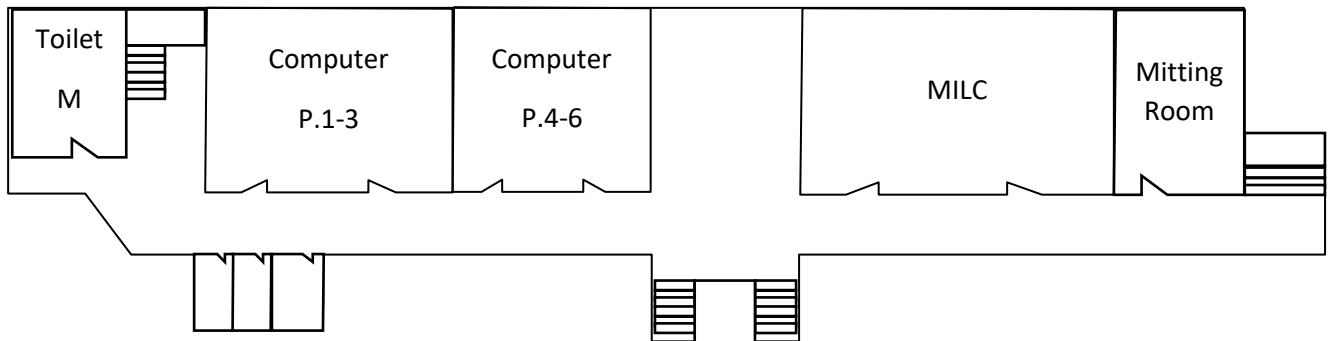 Toilet
M
Computer
P.1-3
Computer
P.4-6
MILC
Mitting
Room